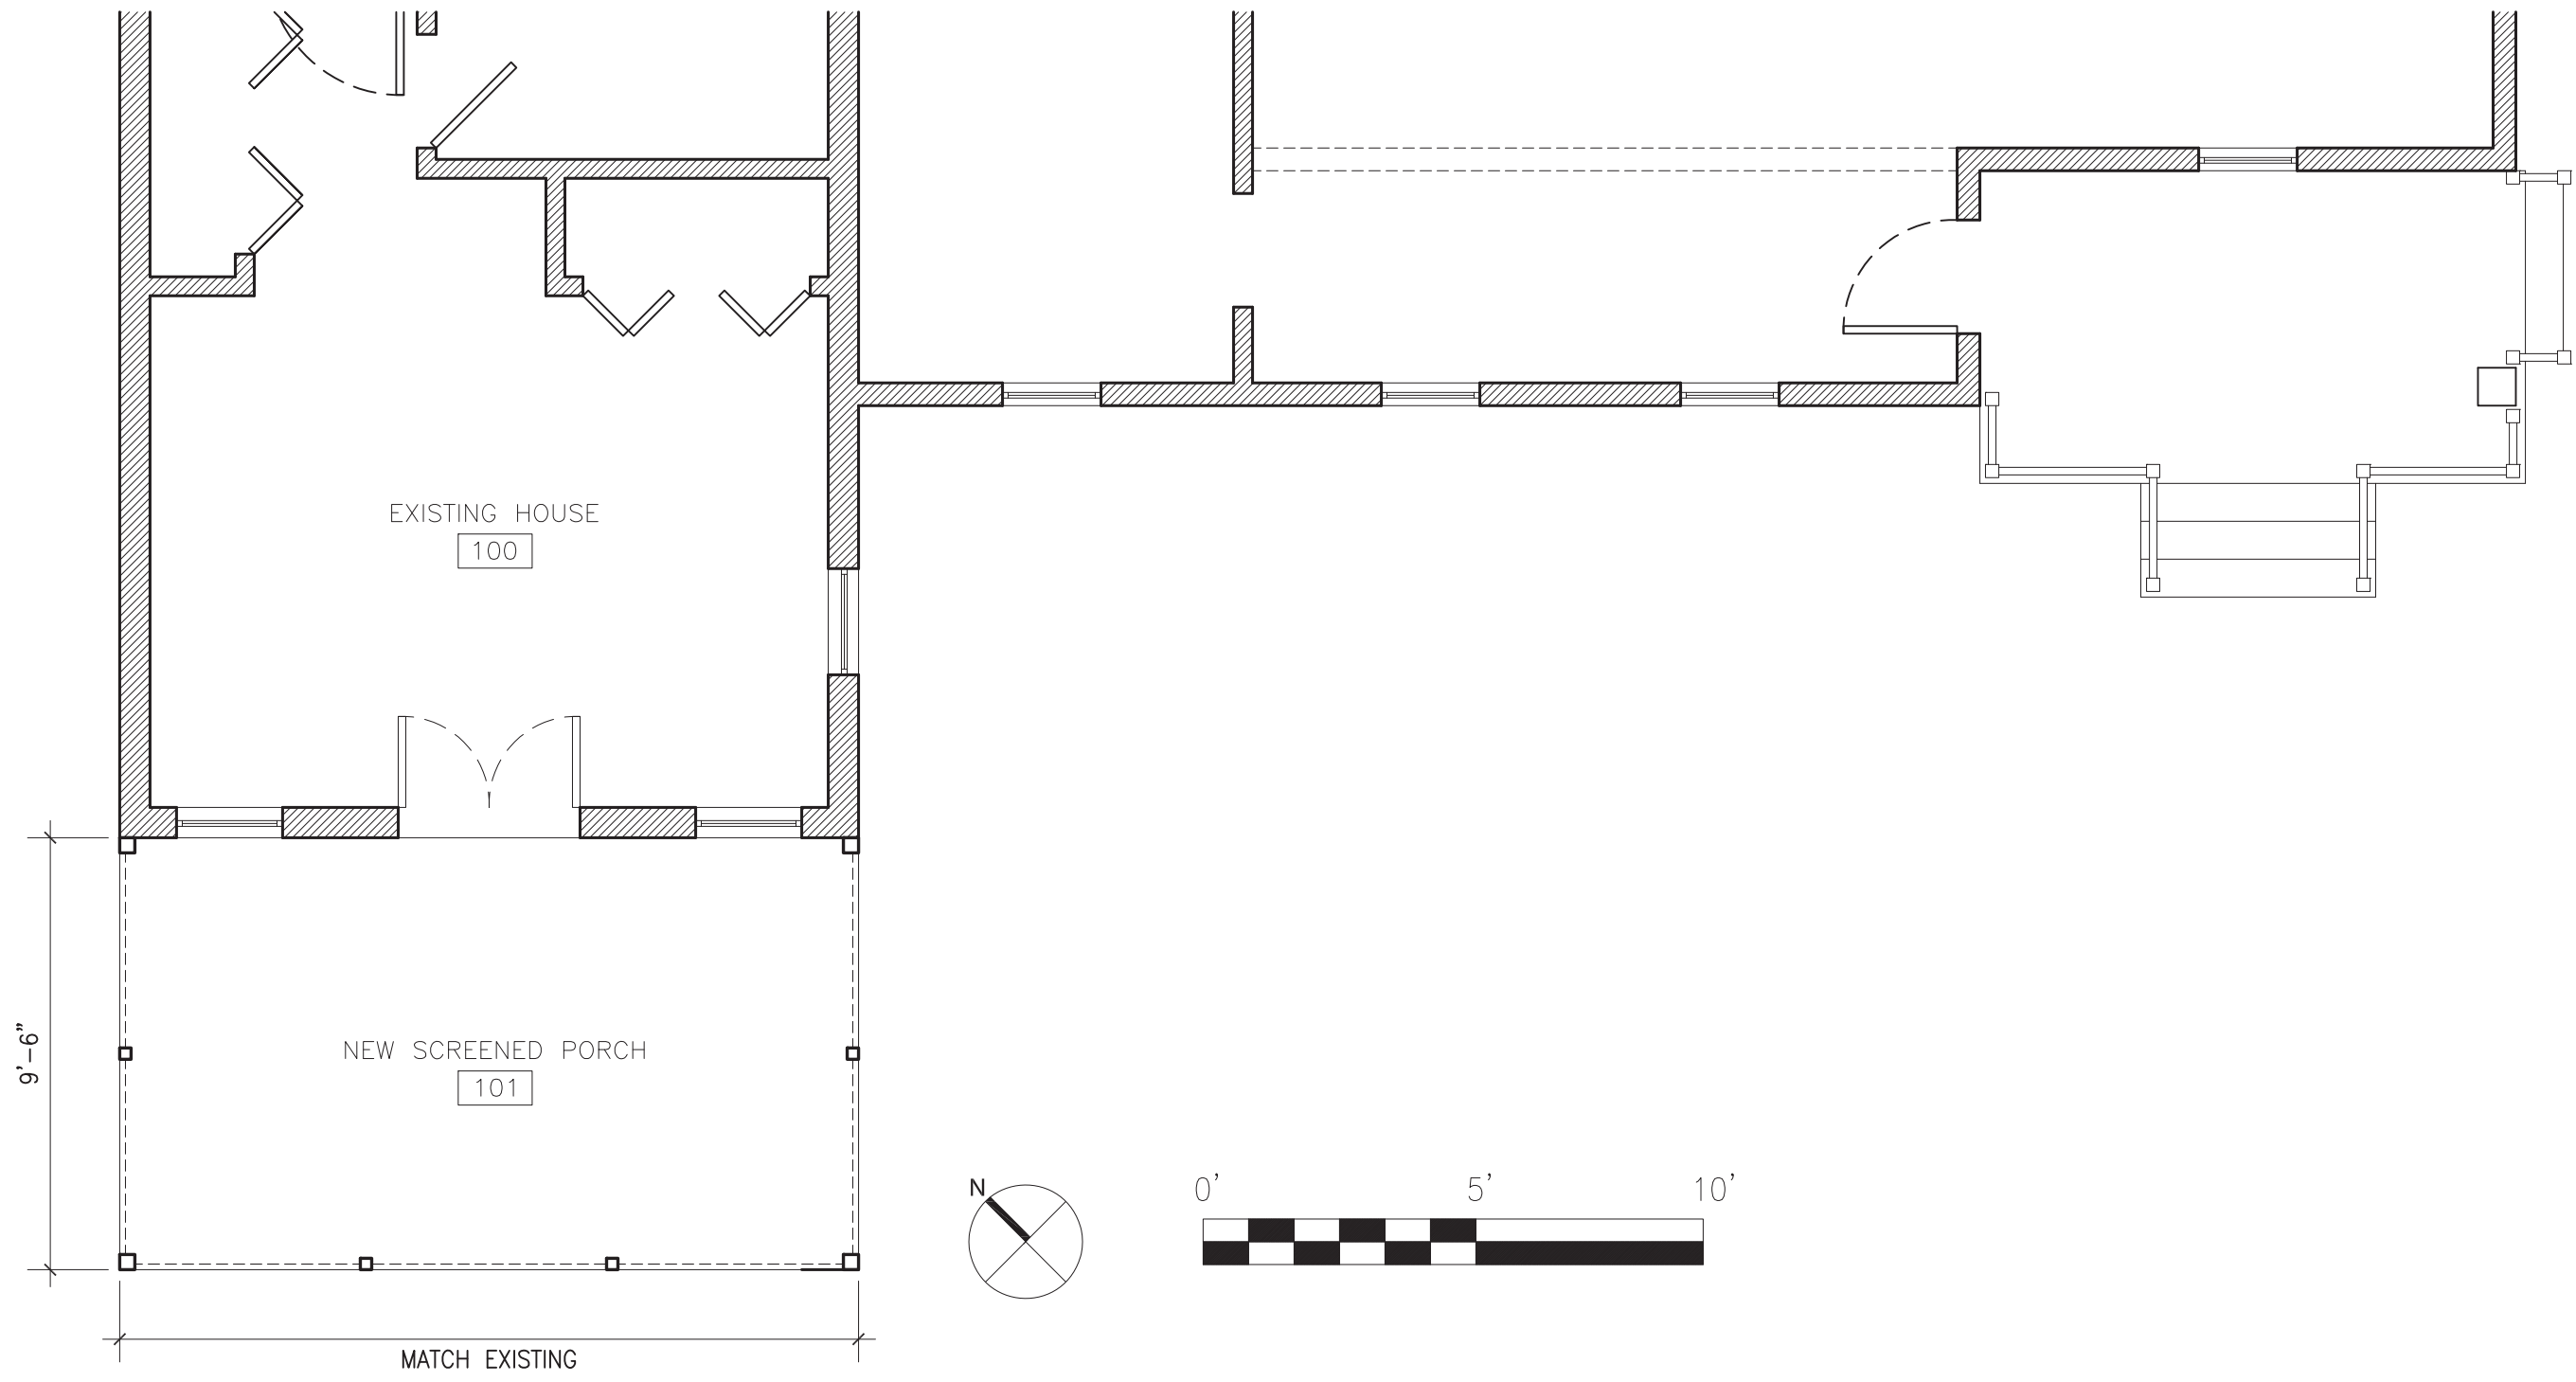 EXISTING HOUSE
100
9'-6"
NEW SCREENED PORCH
101
N
0' 5' 10'
MATCH EXISTING